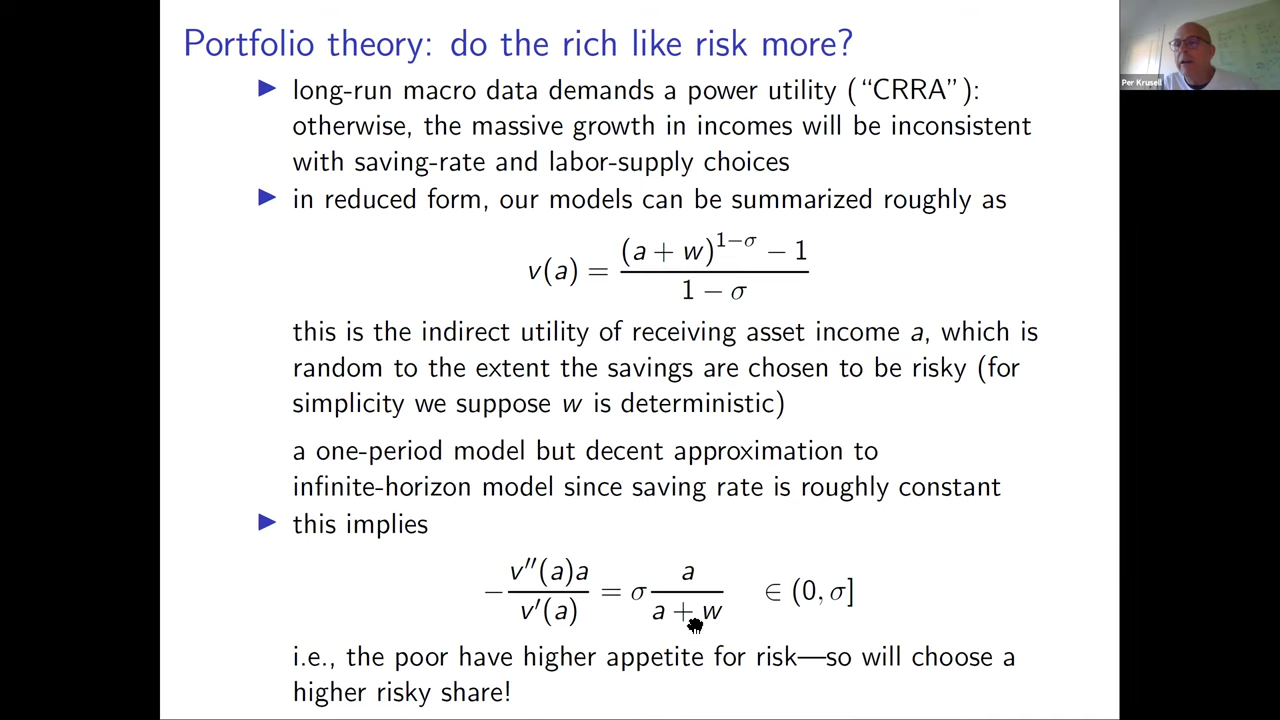 Portfolio theory: do the rich like risk more?
Per Krusell
▶ long-run macro data demands a power utility (“CRRA”):
otherwise, the massive growth in incomes will be inconsistent
with saving-rate and labor-supply choices
▶ in reduced form, our models can be summarized roughly as
v(a) = \frac{(a + w)^{1−σ} − 1}{1 − σ}
this is the indirect utility of receiving asset income a, which is
random to the extent the savings are chosen to be risky (for
simplicity we suppose w is deterministic)
a one-period model but decent approximation to
infinite-horizon model since saving rate is roughly constant
▶ this implies
−\frac{v′′(a)a}{v′(a)} = σ\frac{a}{a + w} ∈ (0, σ]
i.e., the poor have higher appetite for risk—so will choose a
higher risky share!